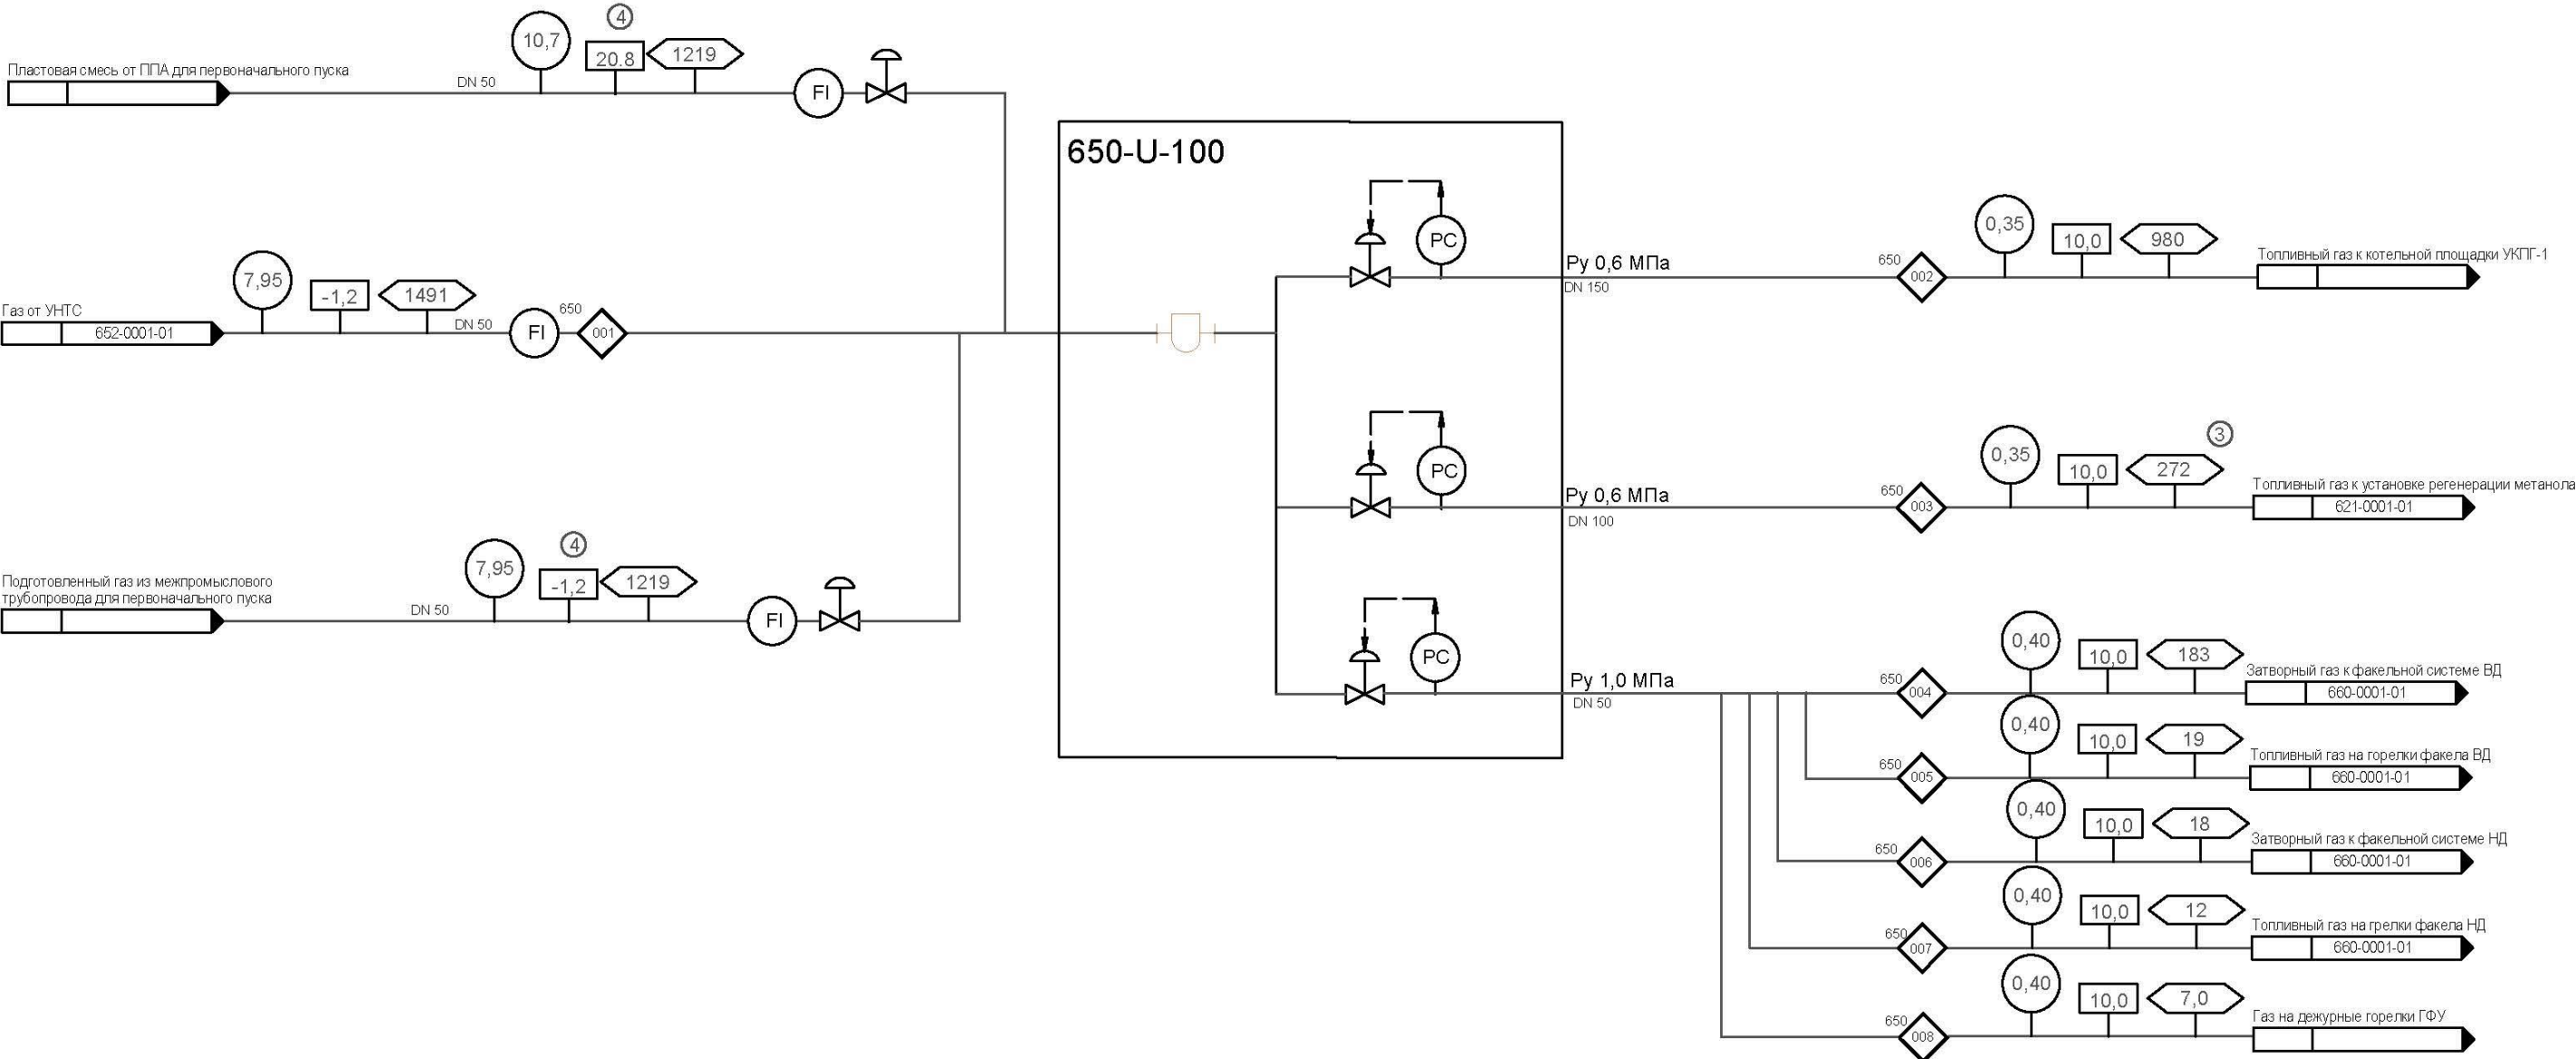 4
10,7
20.8
1219
Пластовая смесь от ППА для первоначального пуска
DN 50
FI
650-U-100
PC
Ру 0,6 МПа
DN 150
650
002
0,35
10,0
980
Топливный газ к котельной площадки УКПГ-1
7,95
-1,2
1491
Газ от УНТС
652-0001-01
DN 50
FI
650
001
PC
Ру 0,6 МПа
DN 100
650
003
0,35
10,0
272
3
Топливный газ к установке регенерации метанола
621-0001-01
4
7,95
-1,2
1219
Подготовленный газ из межпромыслового
трубопровода для первоначального пуска
DN 50
FI
PC
Ру 1,0 МПа
DN 50
650
004
0,40
10,0
183
Затворный газ к факельной системе ВД
660-0001-01
650
005
0,40
10,0
19
Топливный газ на горелки факела ВД
660-0001-01
650
006
0,40
10,0
18
Затворный газ к факельной системе НД
660-0001-01
650
007
0,40
10,0
12
Топливный газ на грелки факела НД
660-0001-01
650
008
0,40
10,0
7,0
Газ на дежурные горелки ГФУ